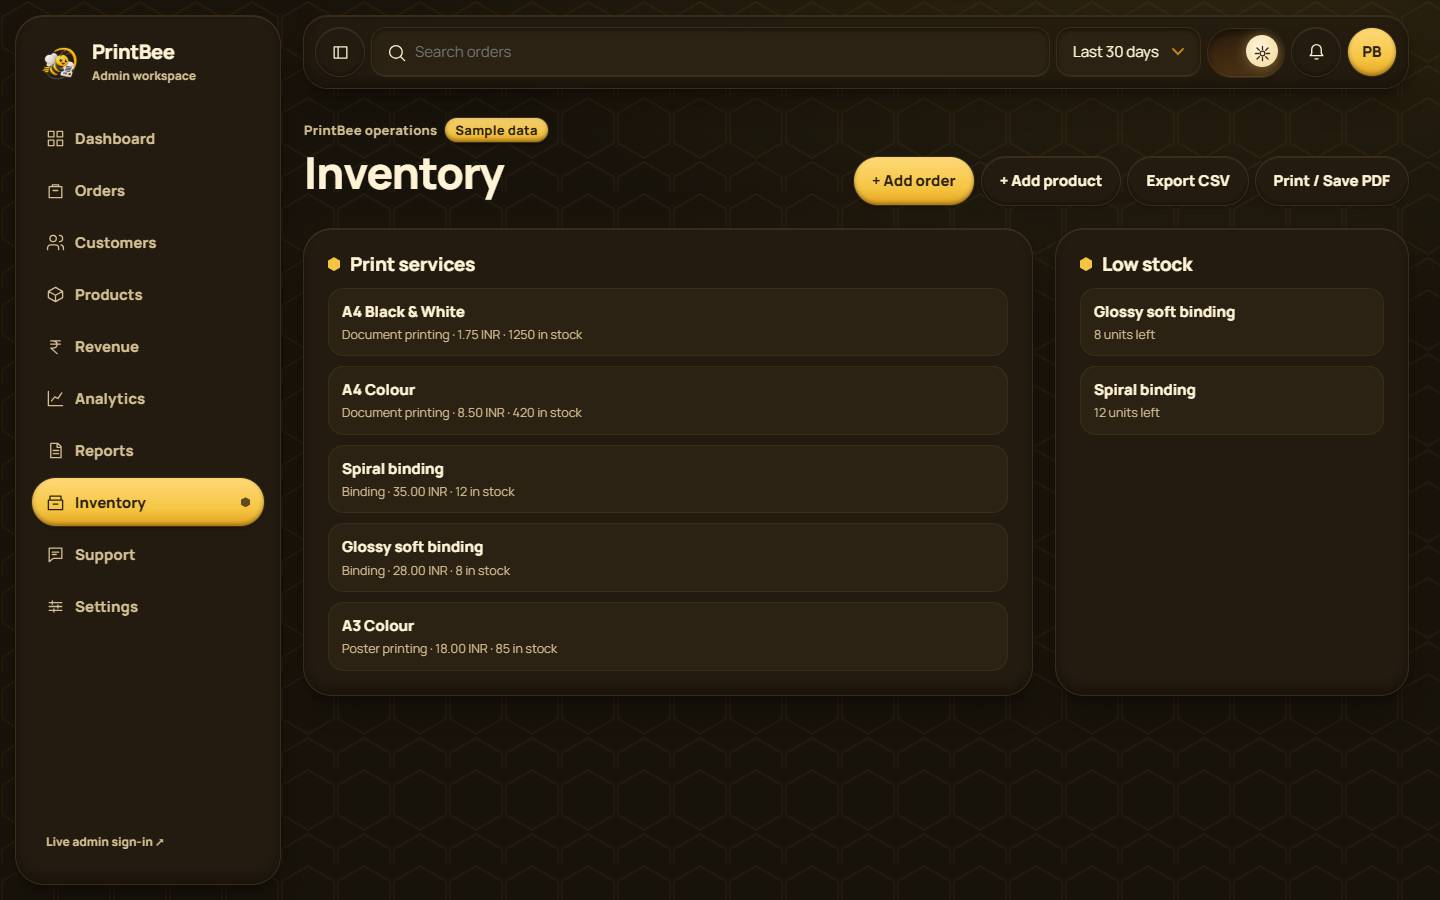 PrintBee
Admin workspace
Dashboard
Orders
Customers
Products
Revenue
Analytics
Reports
Inventory
Support
Settings
Live admin sign-in ↗
Search orders
Last 30 days
PB
PrintBee operations
Sample data
Inventory
+ Add order
+ Add product
Export CSV
Print / Save PDF
Print services
A4 Black & White
Document printing · 1.75 INR · 1250 in stock
A4 Colour
Document printing · 8.50 INR · 420 in stock
Spiral binding
Binding · 35.00 INR · 12 in stock
Glossy soft binding
Binding · 28.00 INR · 8 in stock
A3 Colour
Poster printing · 18.00 INR · 85 in stock
Low stock
Glossy soft binding
8 units left
Spiral binding
12 units left